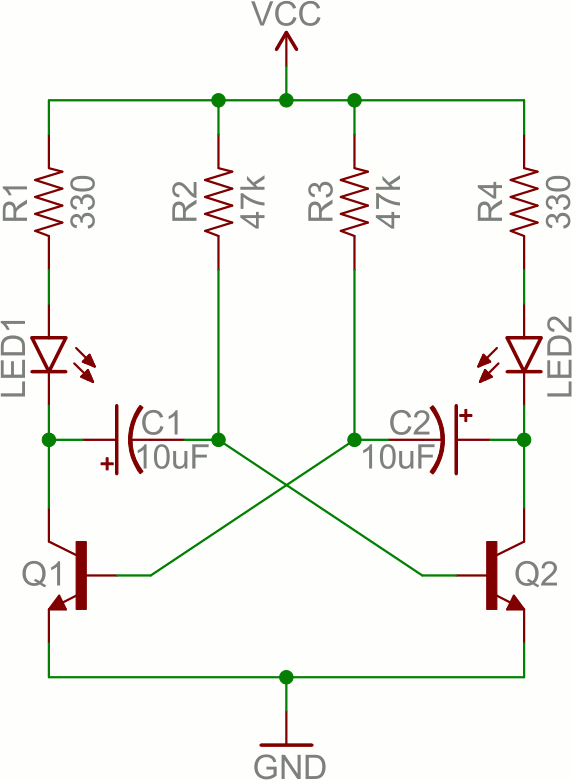 VCC
R1
330
R2
47k
R3
47k
R4
330
LED1
LED2
C1
10uF
+
C2
10uF
+
Q1
Q2
GND